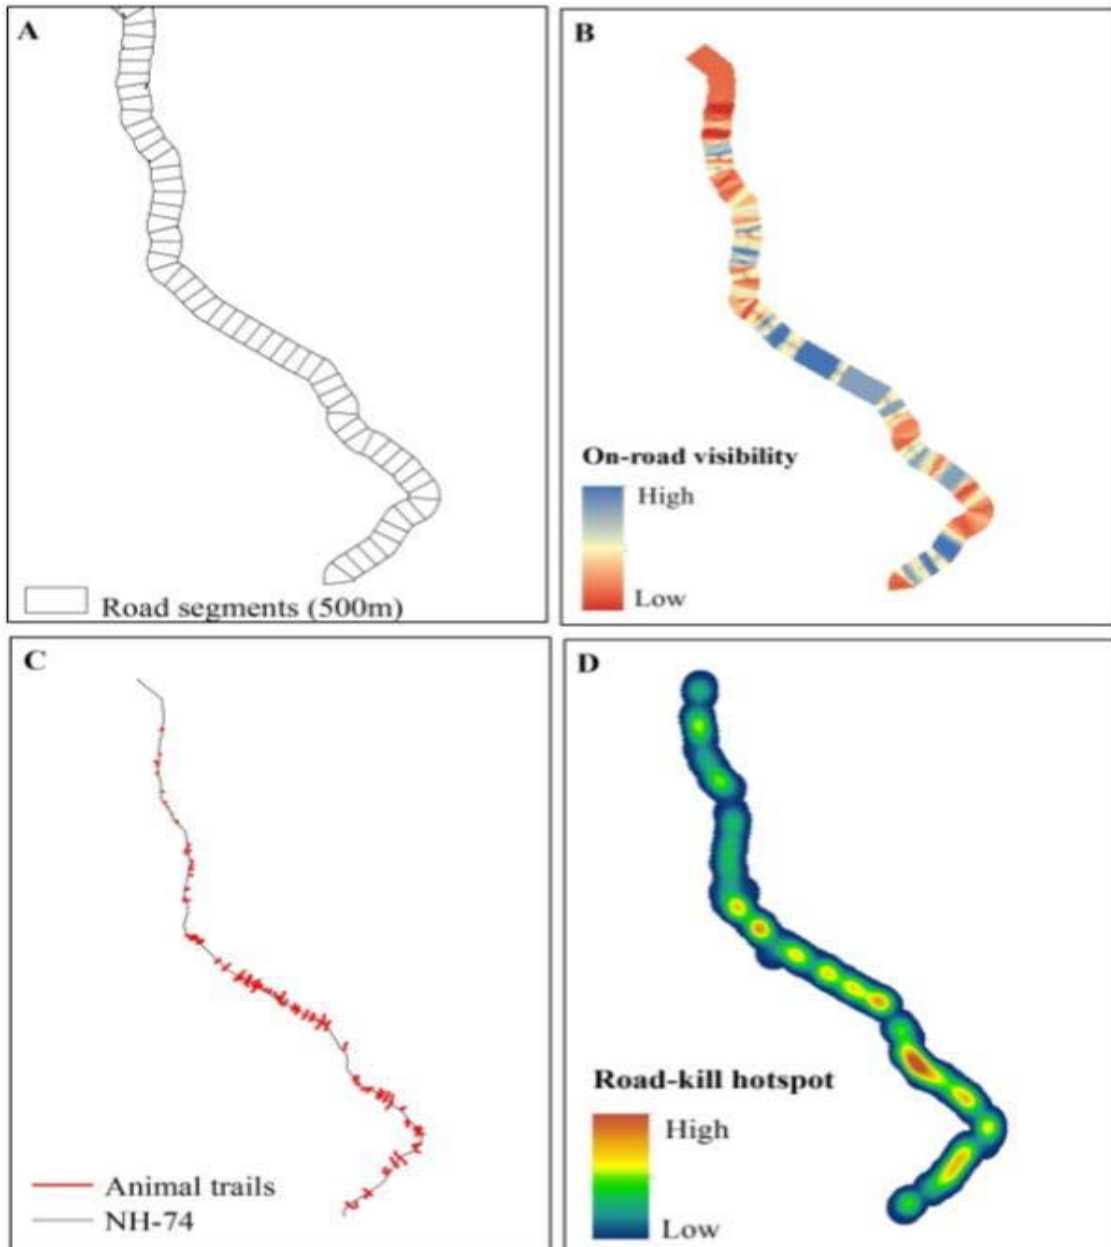 A
Road segments (500m)
B
On-road visibility
High
Low
C
Animal trails
NH-74
D
Road-kill hotspot
High
Low